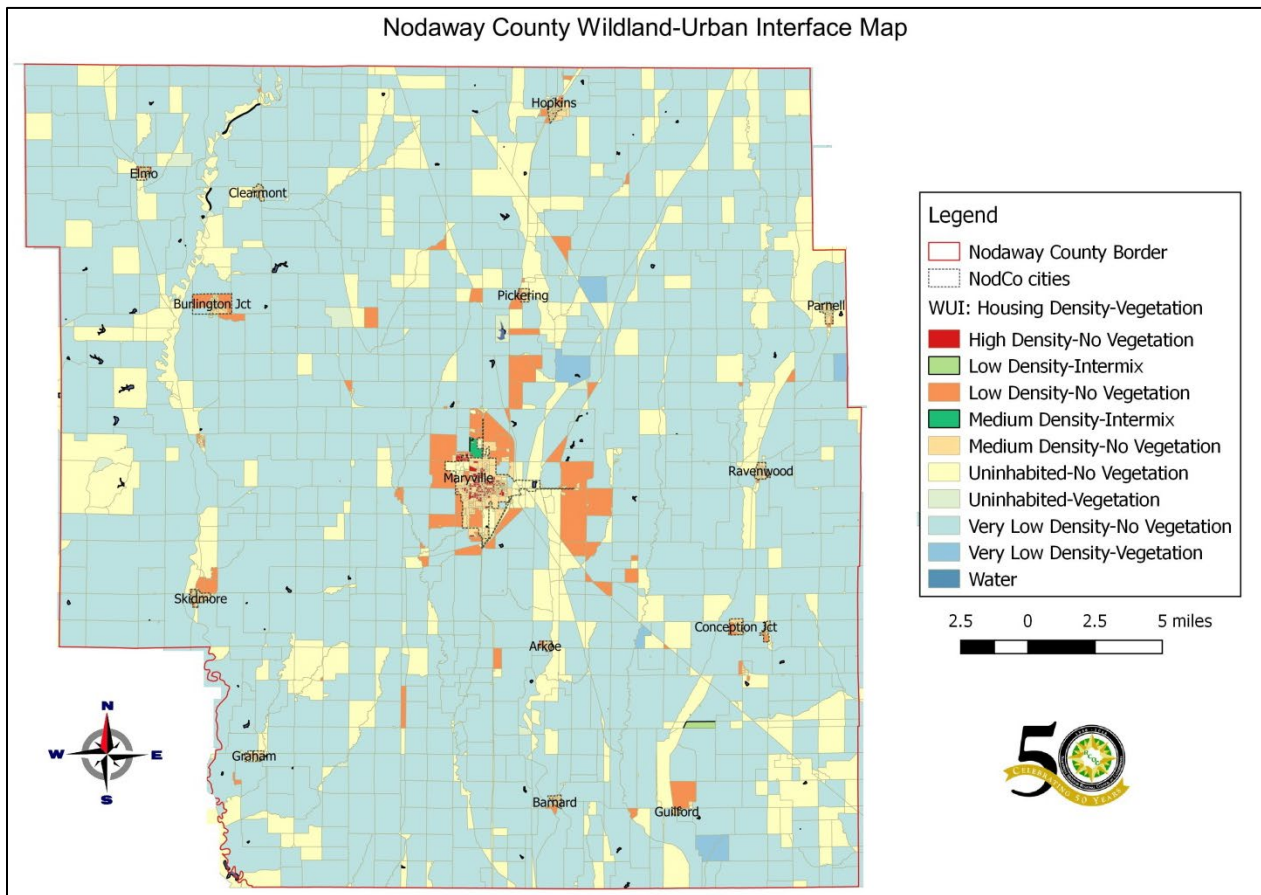 Nodaway County Wildland-Urban Interface Map
Hopkins
Elmo
Clearmont
Burlington Jct
Pickering
Parnell
Maryville
Ravenwood
Skidmore
Conception Jct
Arkoe
Graham
Barnard
Guilford
N
W E
S
Legend
Nodaway County Border
NodCo cities
WUI: Housing Density-Vegetation
High Density-No Vegetation
Low Density-Intermix
Low Density-No Vegetation
Medium Density-Intermix
Medium Density-No Vegetation
Uninhabited-No Vegetation
Uninhabited-Vegetation
Very Low Density-No Vegetation
Very Low Density-Vegetation
Water
2.5 0 2.5 5 miles
50
CELEBRATING 50 YEARS